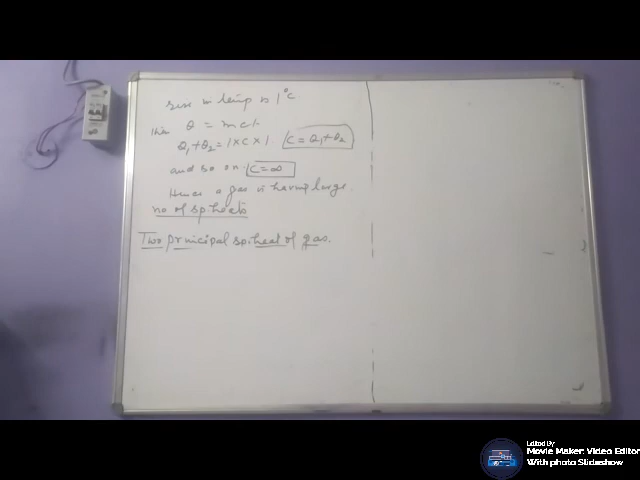 rise in temp is 1°C.
then Q = mct
Q1+Q2 = 1×C×1. C = Q1+Q2
and so on. C = ∞
Hence a gas is having large
no of sp. heats
Two principal sp. heat of gas.
Edited By
Movie Maker: Video Editor
With photo Slideshow